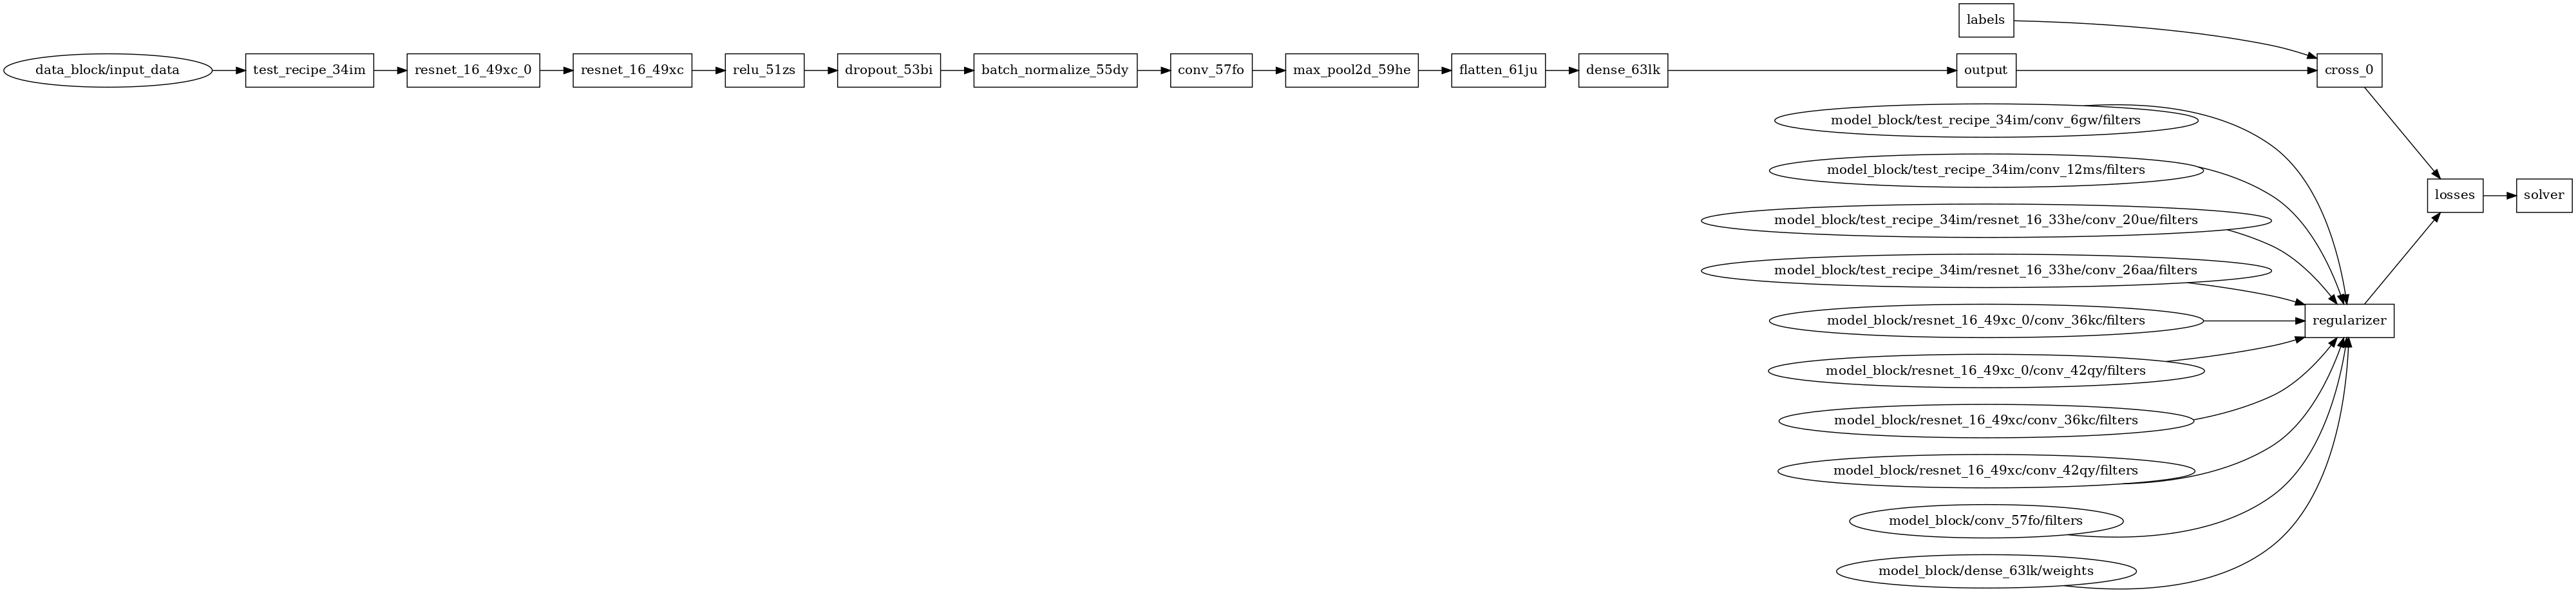 labels
data_block/input_data
test_recipe_34im
resnet_16_49xc_0
resnet_16_49xc
relu_51zs
dropout_53bi
batch_normalize_55dy
conv_57fo
max_pool2d_59he
flatten_61ju
dense_63lk
output
cross_0
model_block/test_recipe_34im/conv_6gw/filters
model_block/test_recipe_34im/conv_12ms/filters
losses
solver
model_block/test_recipe_34im/resnet_16_33he/conv_20ue/filters
model_block/test_recipe_34im/resnet_16_33he/conv_26aa/filters
model_block/resnet_16_49xc_0/conv_36kc/filters
regularizer
model_block/resnet_16_49xc_0/conv_42qy/filters
model_block/resnet_16_49xc/conv_36kc/filters
model_block/resnet_16_49xc/conv_42qy/filters
model_block/conv_57fo/filters
model_block/dense_63lk/weights